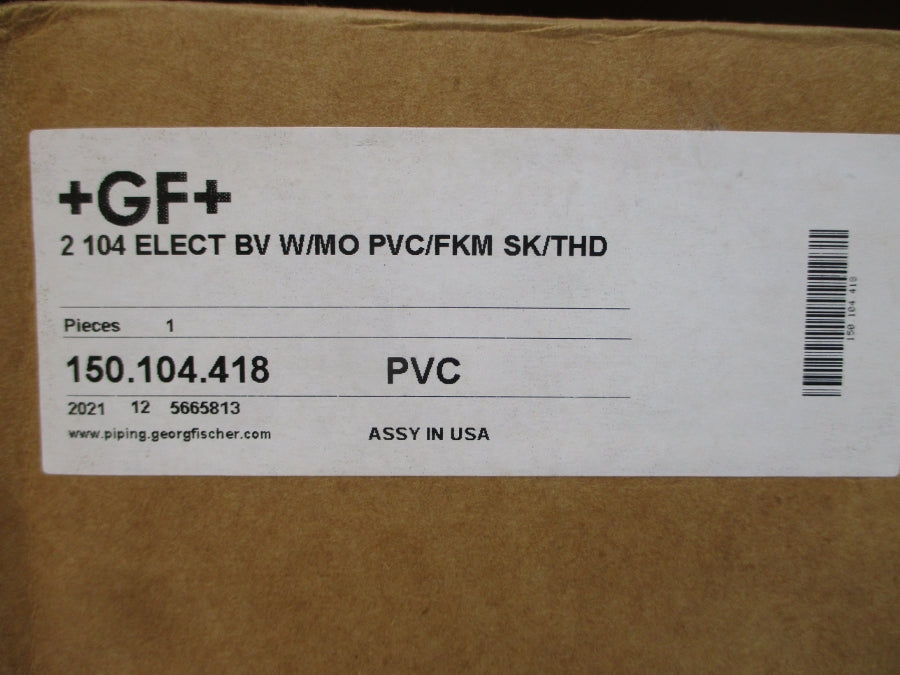 +GF+
2 104 ELECT BV W/MO PVC/FKM SK/THD
Pieces 1
150.104.418 PVC
2021 12 5665813
www.piping.georgfischer.com ASSY IN USA
150 104 418